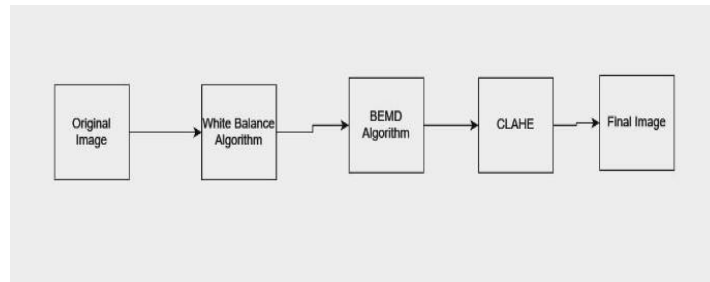 Original
Image
White Balance
Algorithm
BEMD
Algorithm
CLAHE
Final Image